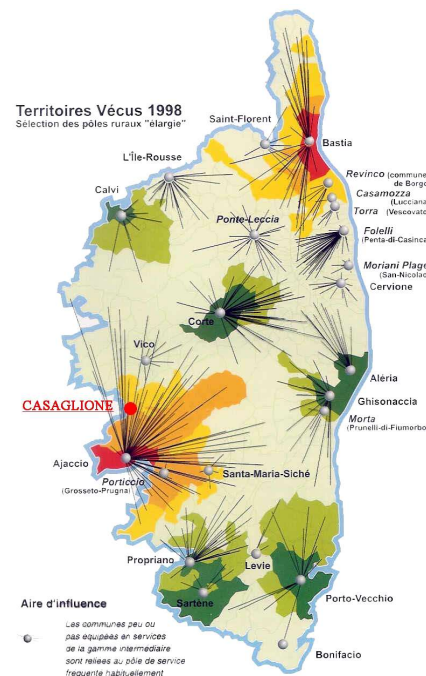 Territoires Vécus 1998
Sélection des pôles ruraux "élargie"
Saint-Florent
Bastia
L'Île-Rousse
Revinco (commune
de Borgo
Calvi
Casamozza
(Lucciana
Torra (Vescovato
Ponte-Leccia
Folelli
(Penta-di-Casinca
Moriani Plage
(San-Nicolao
Cervione
Corte
Vico
Aléria
CASAGLIONE
Ghisonaccia
Morta
(Prunelli-di-Fiumorbo
Ajaccio
Porticcio
(Grosseto-Prugna)
Santa-Maria-Siché
Propriano
Levie
Sartène
Porto-Vecchio
Bonifacio
Aire d'influence
Les communes peu ou
pas équipées en services
de la gamme intermédiaire
sont reliées au pôle de service
fréquenté habituellement